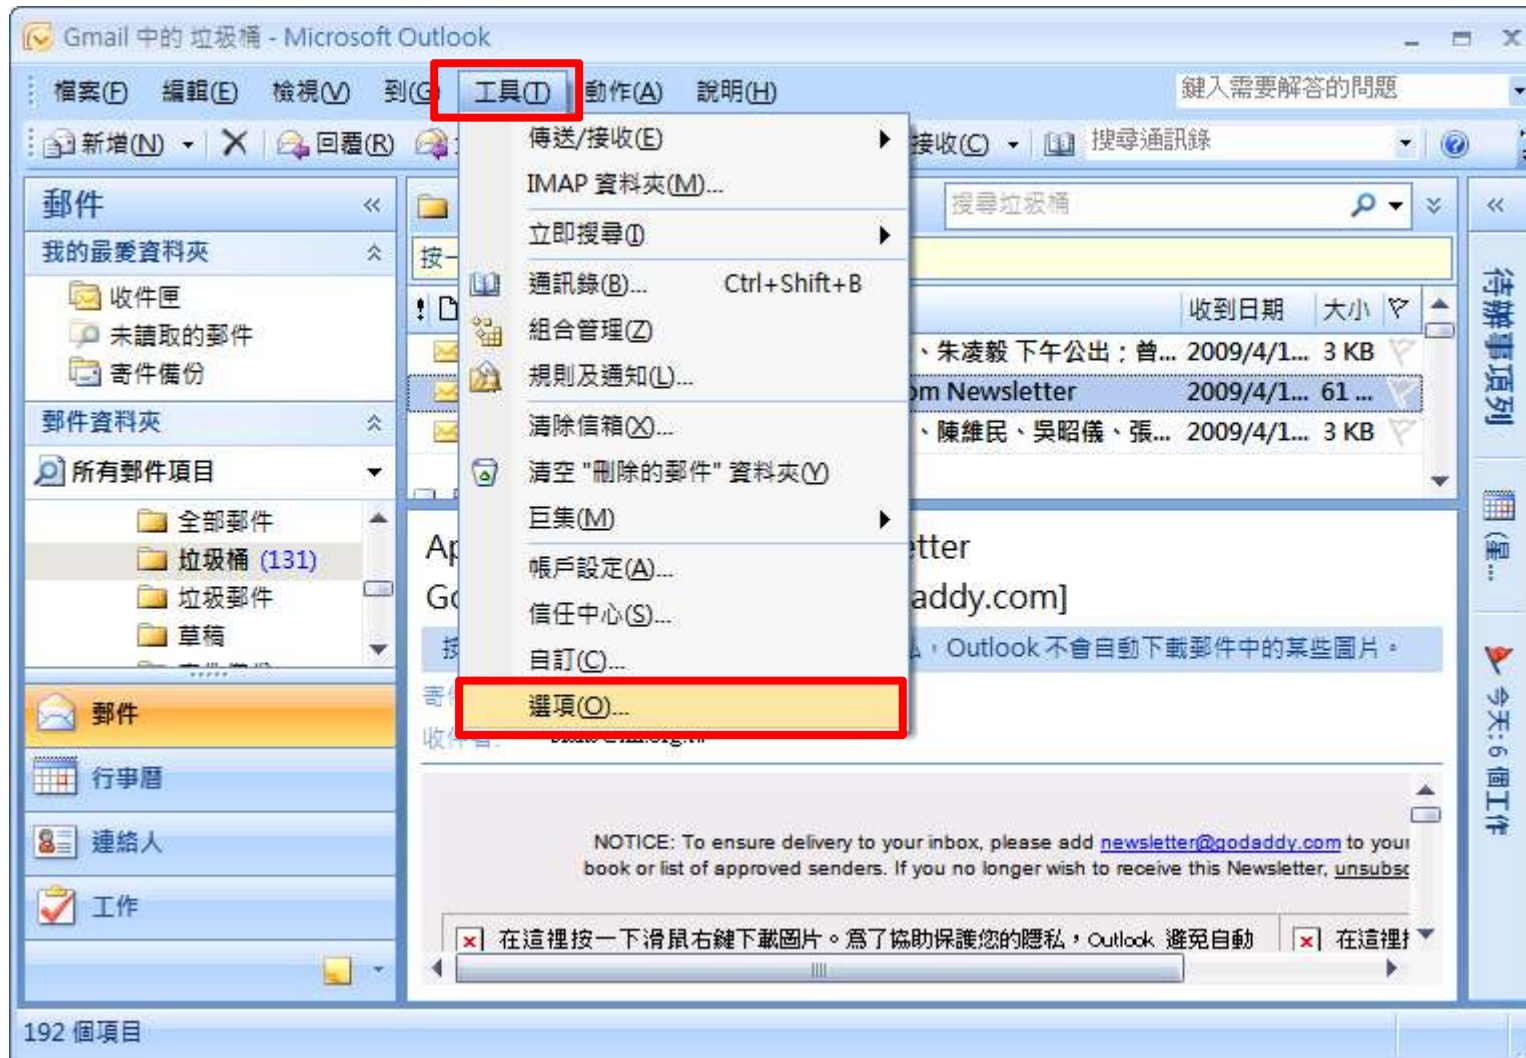 Gmail 中的 垃圾桶 - Microsoft Outlook
檔案(F) 編輯(E) 檢視(V) 到(G) 工具(T) 動作(A) 說明(H) 鍵入需要解答的問題
新增(N) 回覆(R) 接收(C) 搜尋通訊錄
傳送/接收(E)
IMAP 資料夾(M)...
立即搜尋(I)
通訊錄(B)... Ctrl+Shift+B
組合管理(Z)
規則及通知(L)...
清除信箱(X)...
清空 "刪除的郵件" 資料夾(Y)
巨集(M)
帳戶設定(A)...
信任中心(S)...
自訂(C)...
選項(O)...
郵件
我的最愛資料夾
收件匣
未讀取的郵件
寄件備份
郵件資料夾
所有郵件項目
全部郵件
垃圾桶 (131)
垃圾郵件
草稿
郵件
行事曆
連絡人
工作
搜尋垃圾桶
按一
收到日期 大小
、朱凌毅 下午公出；曾... 2009/4/1... 3 KB
om Newsletter 2009/4/1... 61 ...
、陳維民、吳昭儀、張... 2009/4/1... 3 KB
Ap
etter
Go
addy.com]
，Outlook 不會自動下載郵件中的某些圖片。
寄件
收件者:
NOTICE: To ensure delivery to your inbox, please add newsletter@godaddy.com to your
book or list of approved senders. If you no longer wish to receive this Newsletter, unsubsc
在這裡按一下滑鼠右鍵下載圖片。為了協助保護您的隱私，Outlook 避免自動 在這裡按
待辦事項列
(星...
今天: 6 個工作
192 個項目